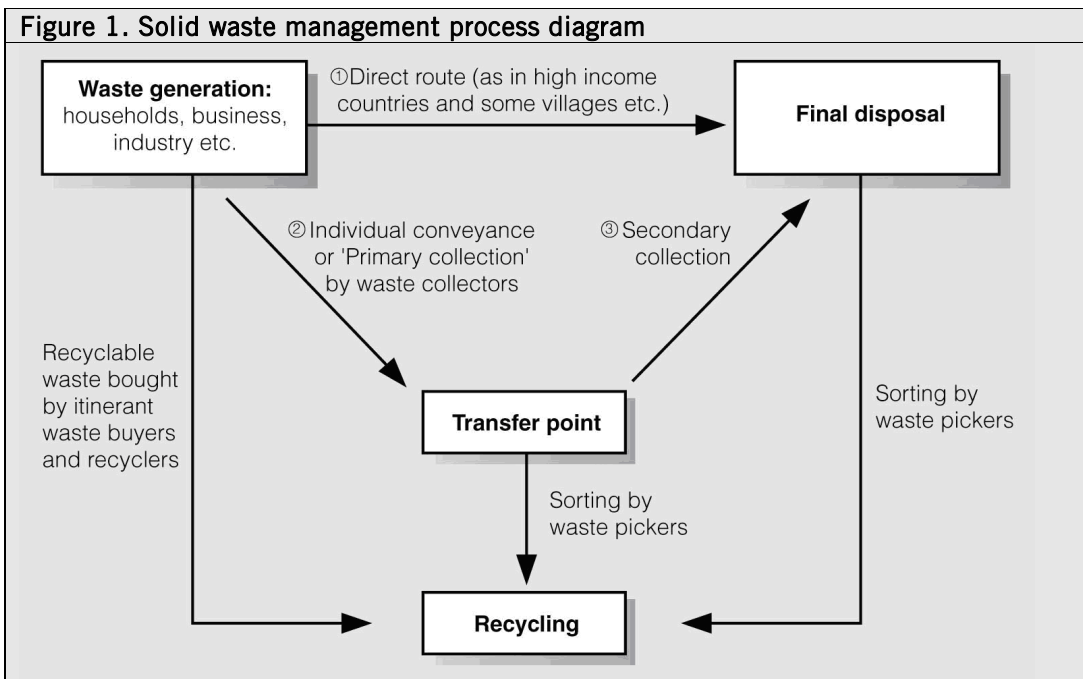 Figure 1. Solid waste management process diagram
Waste generation:
households, business,
industry etc.
①Direct route (as in high income
countries and some villages etc.)
Final disposal
②Individual conveyance
or 'Primary collection'
by waste collectors
③Secondary
collection
Recyclable
waste bought
by itinerant
waste buyers
and recyclers
Transfer point
Sorting by
waste pickers
Sorting by
waste pickers
Recycling